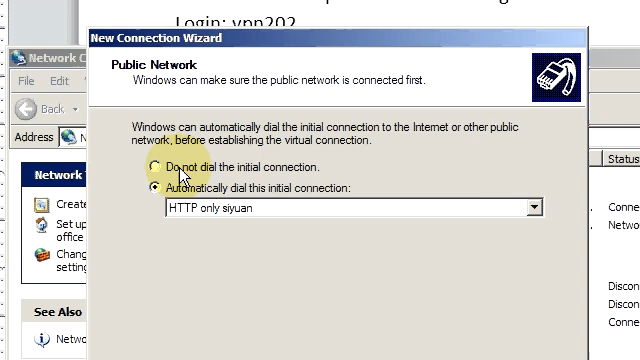 Login: vpn202
New Connection Wizard
Network C
File Edit
Public Network
Windows can make sure the public network is connected first.
Back
Windows can automatically dial the initial connection to the Internet or other public
network, before establishing the virtual connection.
Address N
Status
Do not dial the initial connection.
Network T
Automatically dial this initial connection:
HTTP only siyuan
Create
Conne
Set up
office
Netwo
Chang
setting
Discon
See Also
Discon
Conne
Netwo